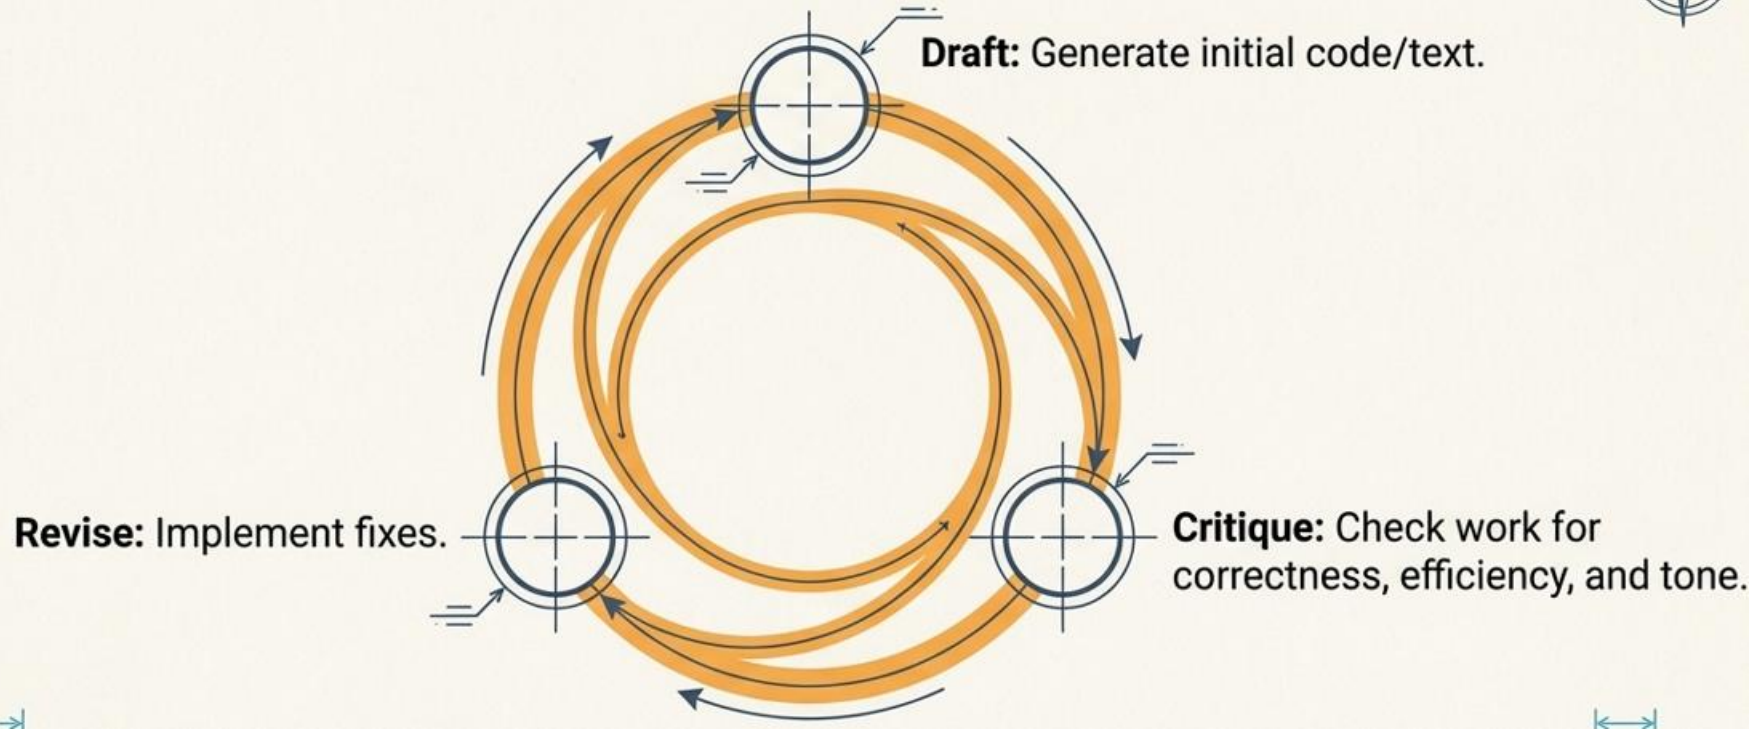 Draft: Generate initial code/text.
Revise: Implement fixes.
Critique: Check work for
correctness, efficiency, and tone.